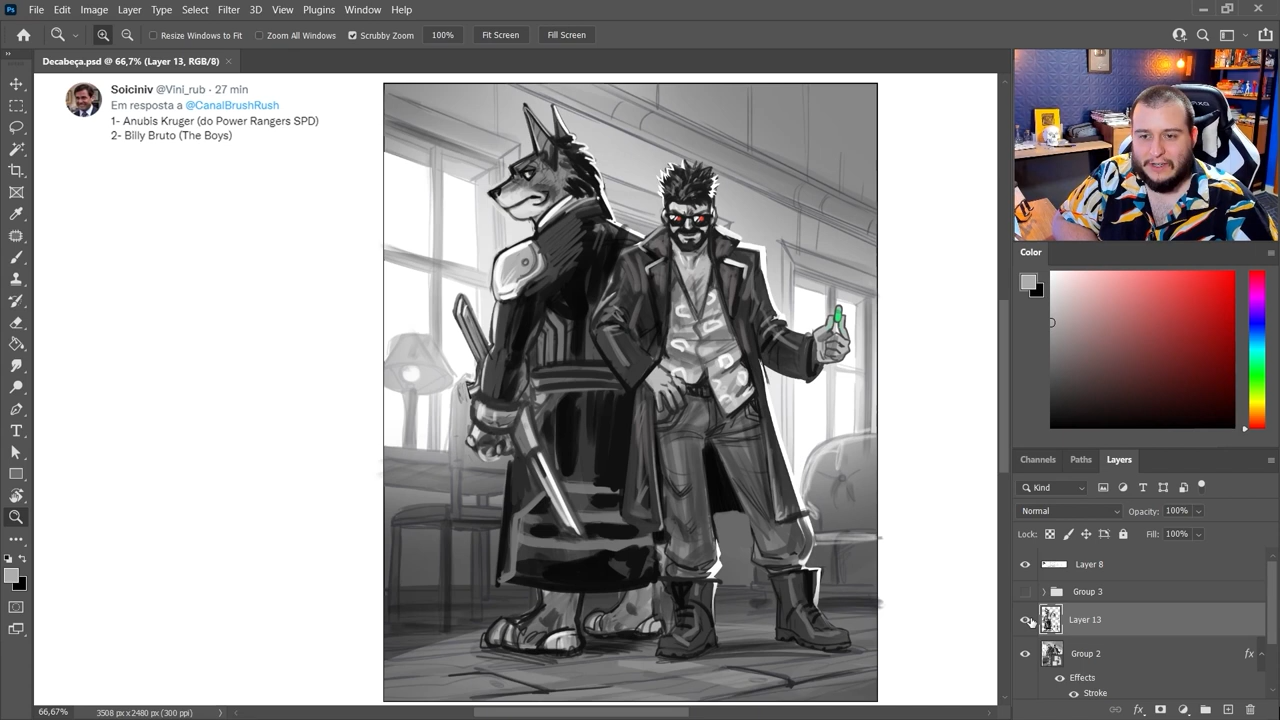 Ps File Edit Image Layer Type Select Filter 3D View Plugins Window Help
Resize Windows to Fit Zoom All Windows Scrubby Zoom 100% Fit Screen Fill Screen
Decabeça.psd @ 66,7% (Layer 13, RGB/8)
Soiciniv @Vini_rub · 27 min
Em resposta a @CanalBrushRush
1- Anubis Kruger (do Power Rangers SPD)
2- Billy Bruto (The Boys)
Color
Channels Paths Layers
Kind
Normal Opacity: 100%
Lock: Fill: 100%
Layer 8
Group 3
Layer 13
Group 2 fx
Effects
Stroke
66,67% 3508 px x 2480 px (300 ppi)